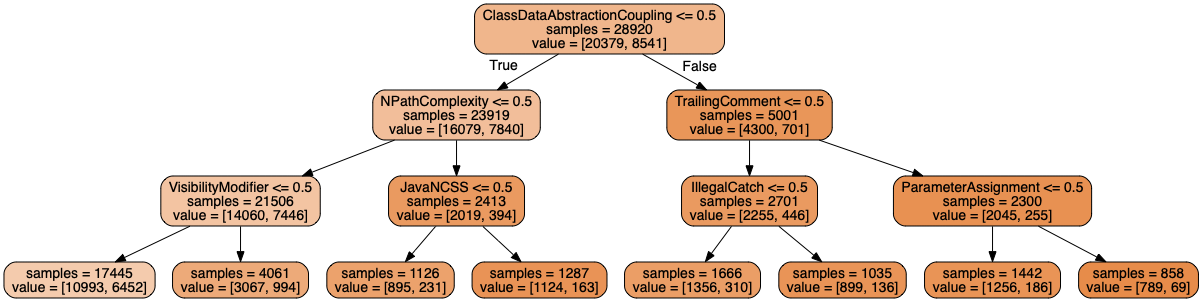 ClassDataAbstractionCoupling <= 0.5
samples = 28920
value = [20379, 8541]
True
False
NPathComplexity <= 0.5
samples = 23919
value = [16079, 7840]
TrailingComment <= 0.5
samples = 5001
value = [4300, 701]
VisibilityModifier <= 0.5
samples = 21506
value = [14060, 7446]
JavaNCSS <= 0.5
samples = 2413
value = [2019, 394]
IllegalCatch <= 0.5
samples = 2701
value = [2255, 446]
ParameterAssignment <= 0.5
samples = 2300
value = [2045, 255]
samples = 17445
value = [10993, 6452]
samples = 4061
value = [3067, 994]
samples = 1126
value = [895, 231]
samples = 1287
value = [1124, 163]
samples = 1666
value = [1356, 310]
samples = 1035
value = [899, 136]
samples = 1442
value = [1256, 186]
samples = 858
value = [789, 69]